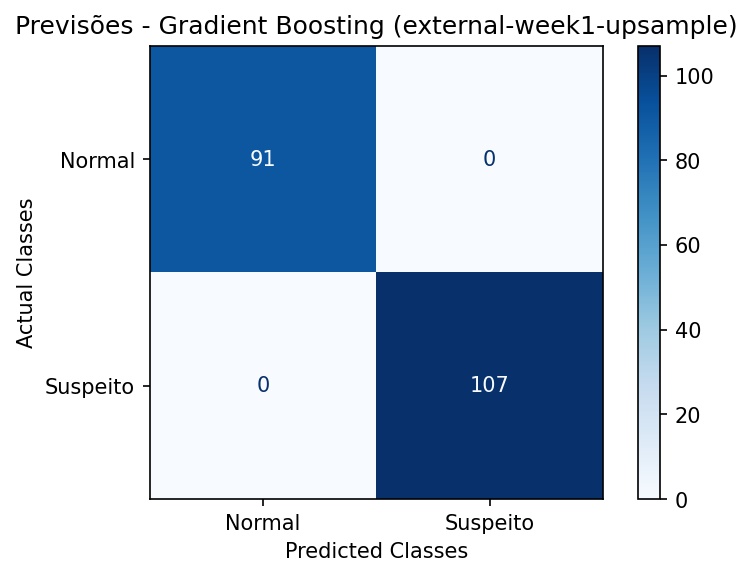 Previsões - Gradient Boosting (external-week1-upsample)
Actual Classes
Normal
91
0
Suspeito
0
107
Normal
Suspeito
Predicted Classes
100
80
60
40
20
0